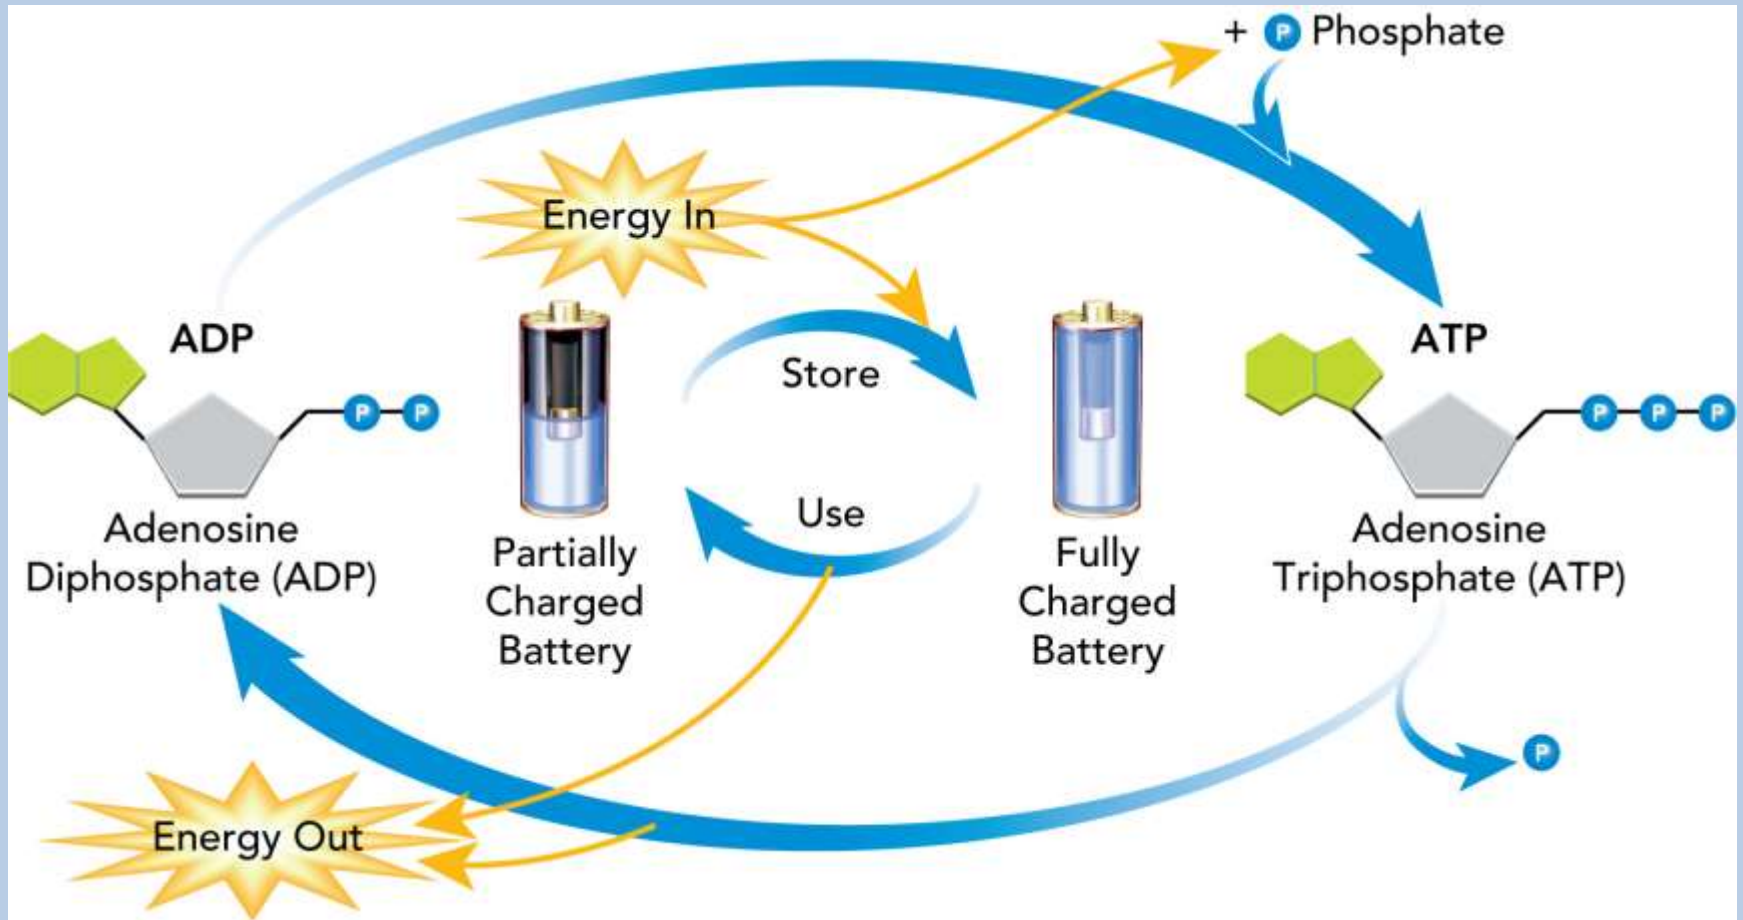 + P Phosphate
Energy In
ADP
ATP
Store
P P
P P P
Use
Adenosine
Diphosphate (ADP)
Partially
Charged
Battery
Fully
Charged
Battery
Adenosine
Triphosphate (ATP)
P
Energy Out